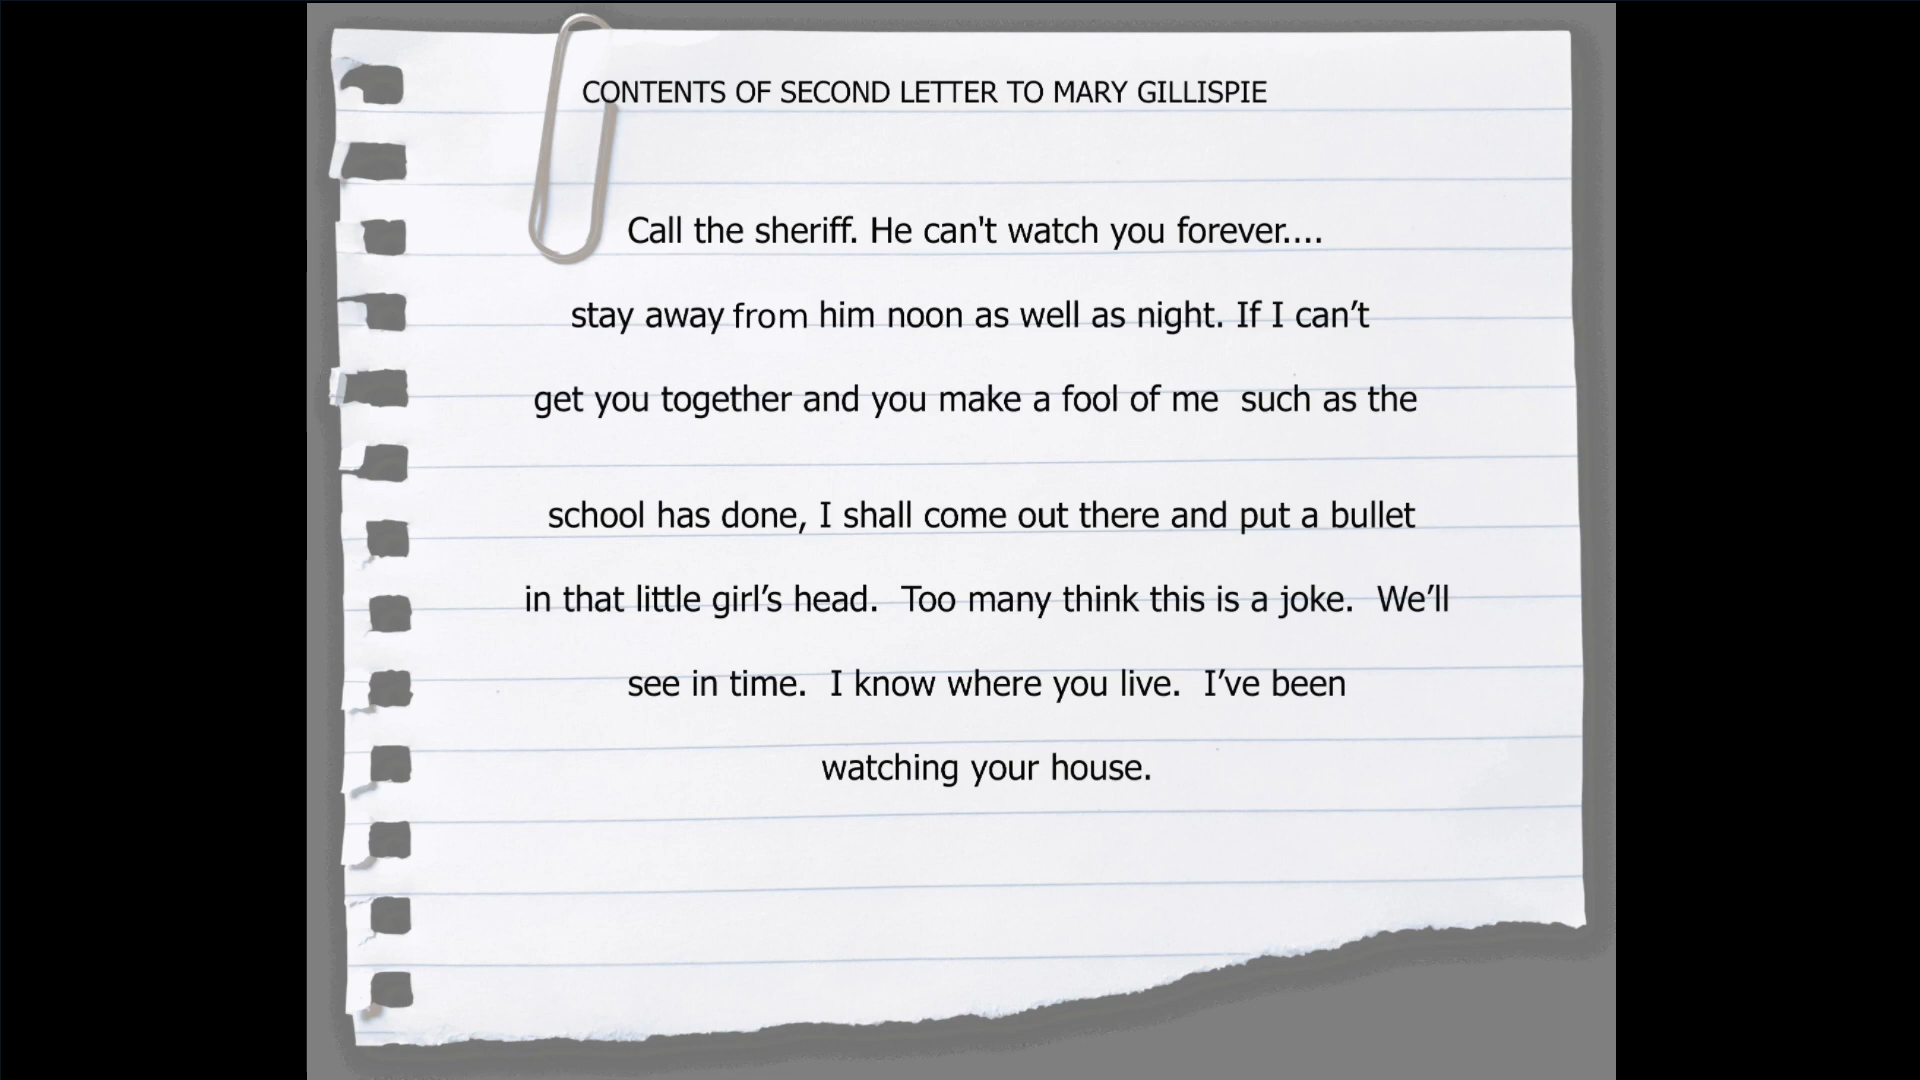 CONTENTS OF SECOND LETTER TO MARY GILLISPIE
Call the sheriff. He can't watch you forever....
stay away from him noon as well as night. If I can’t
get you together and you make a fool of me  such as the
school has done, I shall come out there and put a bullet
in that little girl’s head.  Too many think this is a joke.  We’ll
see in time.  I know where you live.  I’ve been
watching your house.